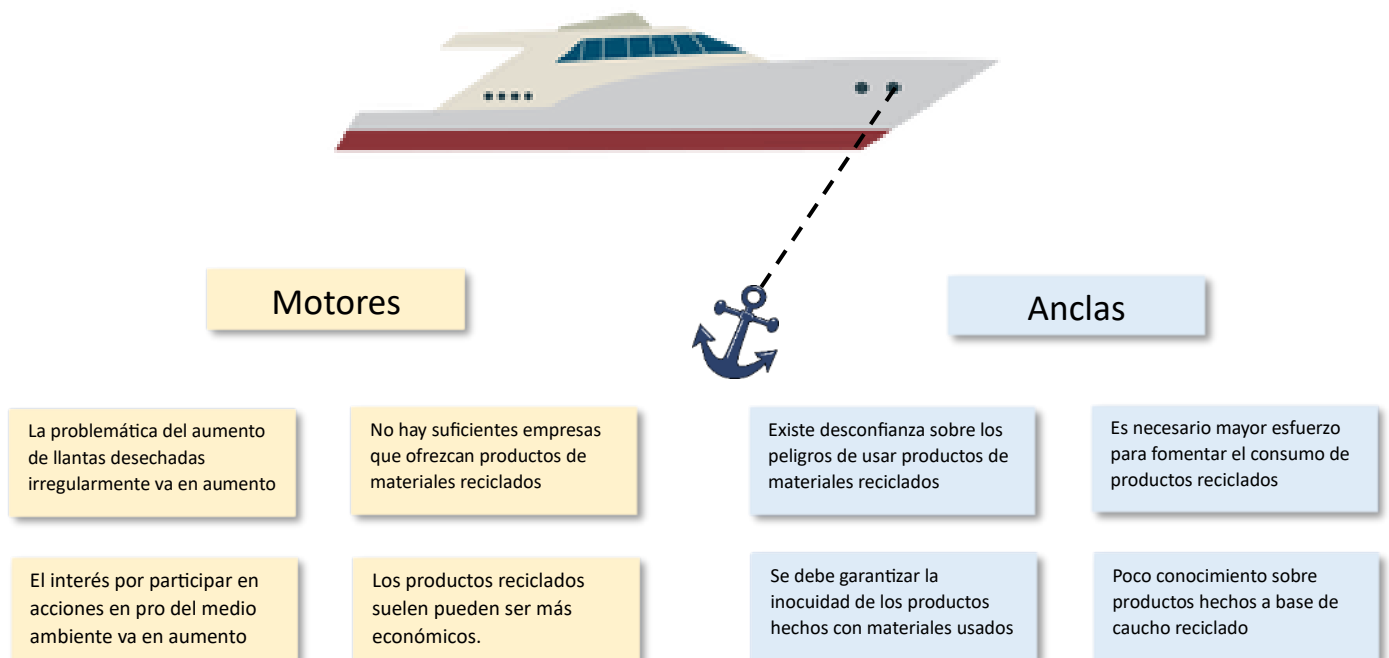 Motores
Anclas
La problemática del aumento
de llantas desechadas
irregularmente va en aumento
No hay suficientes empresas
que ofrezcan productos de
materiales reciclados
Existe desconfianza sobre los
peligros de usar productos de
materiales reciclados
Es necesario mayor esfuerzo
para fomentar el consumo de
productos reciclados
El interés por participar en
acciones en pro del medio
ambiente va en aumento
Los productos reciclados
suelen pueden ser más
económicos.
Se debe garantizar la
inocuidad de los productos
hechos con materiales usados
Poco conocimiento sobre
productos hechos a base de
caucho reciclado